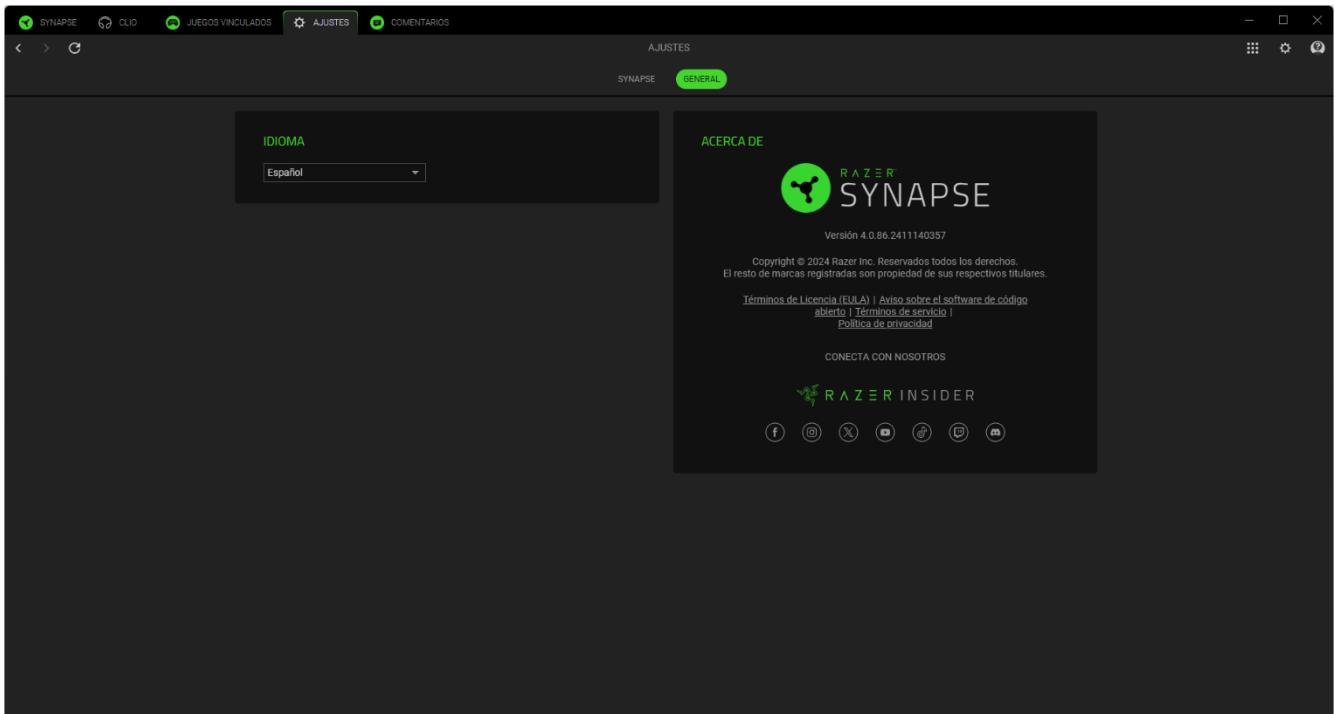 SYNAPSE
CLIO
JUEGOS VINCULADOS
AJUSTES
COMENTARIOS
AJUSTES
SYNAPSE
GENERAL
IDIOMA
Español
ACERCA DE
RAZER
SYNAPSE
Versión 4.0.86.2411140357
Copyright © 2024 Razer Inc. Reservados todos los derechos.
El resto de marcas registradas son propiedad de sus respectivos titulares.
Términos de Licencia (EULA) | Aviso sobre el software de código
abierto | Términos de servicio |
Política de privacidad
CONECTA CON NOSOTROS
RAZER INSIDER